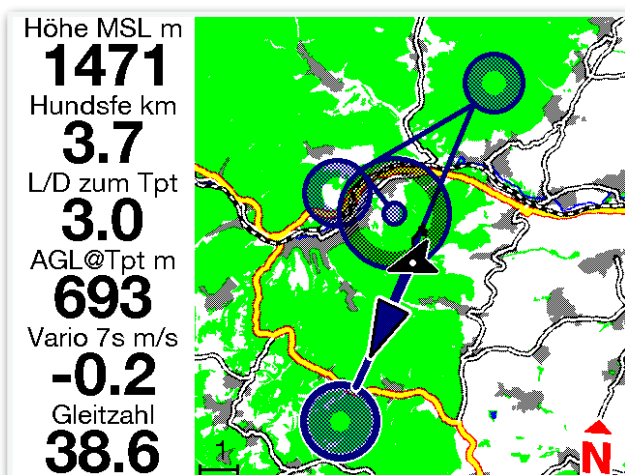 Höhe MSL m
1471
Hundsfe km
3.7
L/D zum Tpt
3.0
AGL@Tpt m
693
Vario 7s m/s
-0.2
Gleitzahl
38.6
1
N